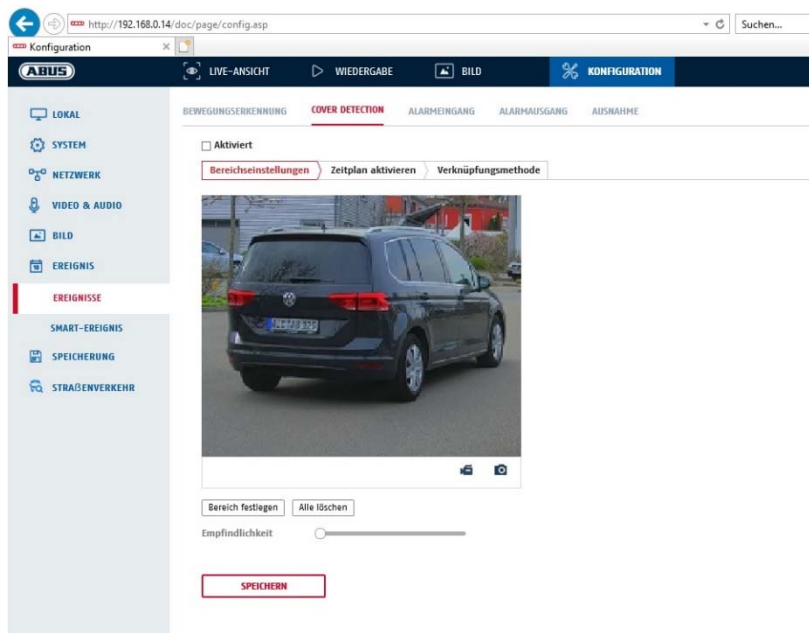 http://192.168.0.14/doc/page/config.asp
Suchen...
Konfiguration
ABUS
LIVE-ANSICHT
WIEDERGABE
BILD
KONFIGURATION
LOKAL
SYSTEM
NETZWERK
VIDEO & AUDIO
BILD
EREIGNIS
EREIGNISSE
SMART-EREIGNIS
SPEICHERUNG
STRAßENVERKEHR
BEWEGUNGSERKENNUNG
COVER DETECTION
ALARMEINGANG
ALARMAUSGANG
AUSNAHME
Aktiviert
Bereichseinstellungen
Zeitplan aktivieren
Verknüpfungsmethode
Bereich festlegen
Alle löschen
Empfindlichkeit
SPEICHERN